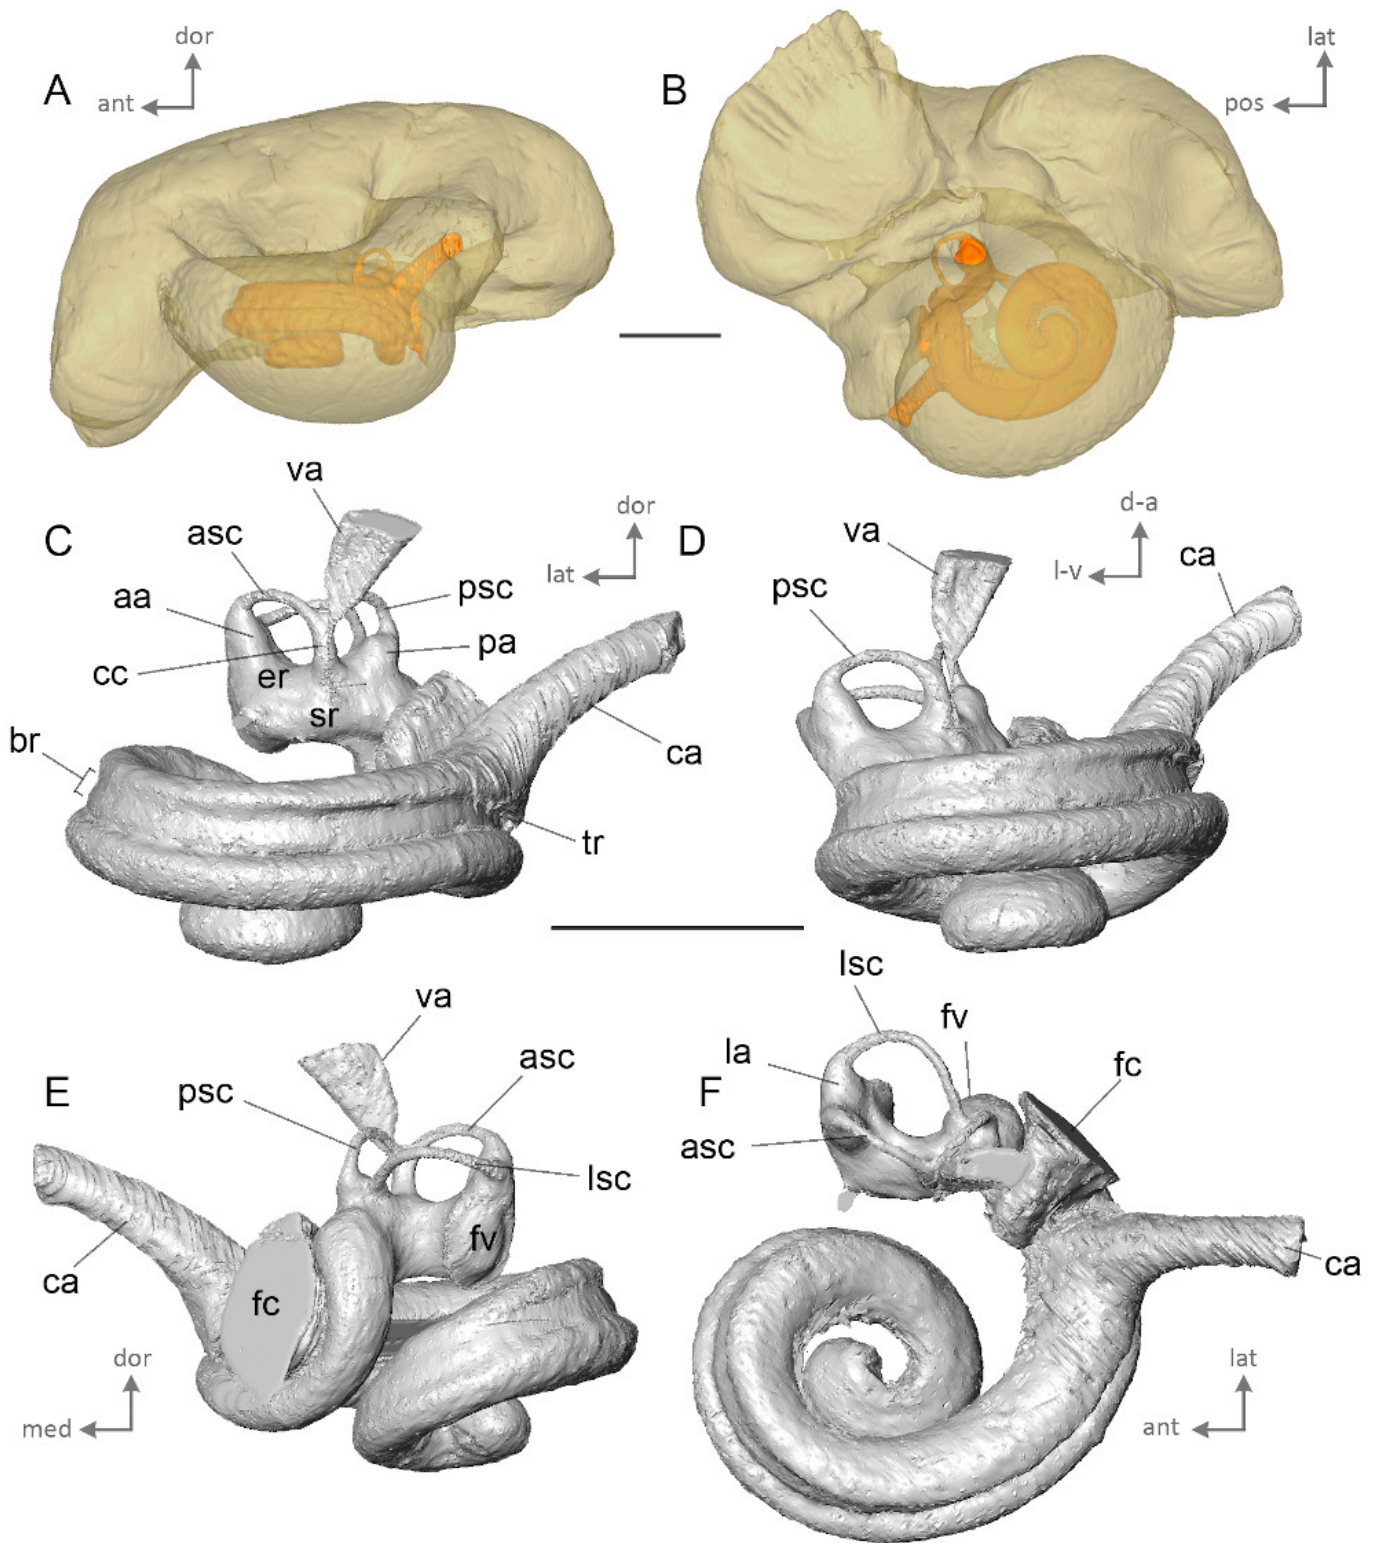 A
dor
ant
B
lat
pos
C
va
asc
aa
cc
er
sr
br
psc
pa
ca
tr
dor
lat
D
va
psc
ca
d-a
l-v
E
va
asc
psc
lsc
fv
fc
ca
dor
med
F
lsc
fv
la
fc
asc
ca
lat
ant